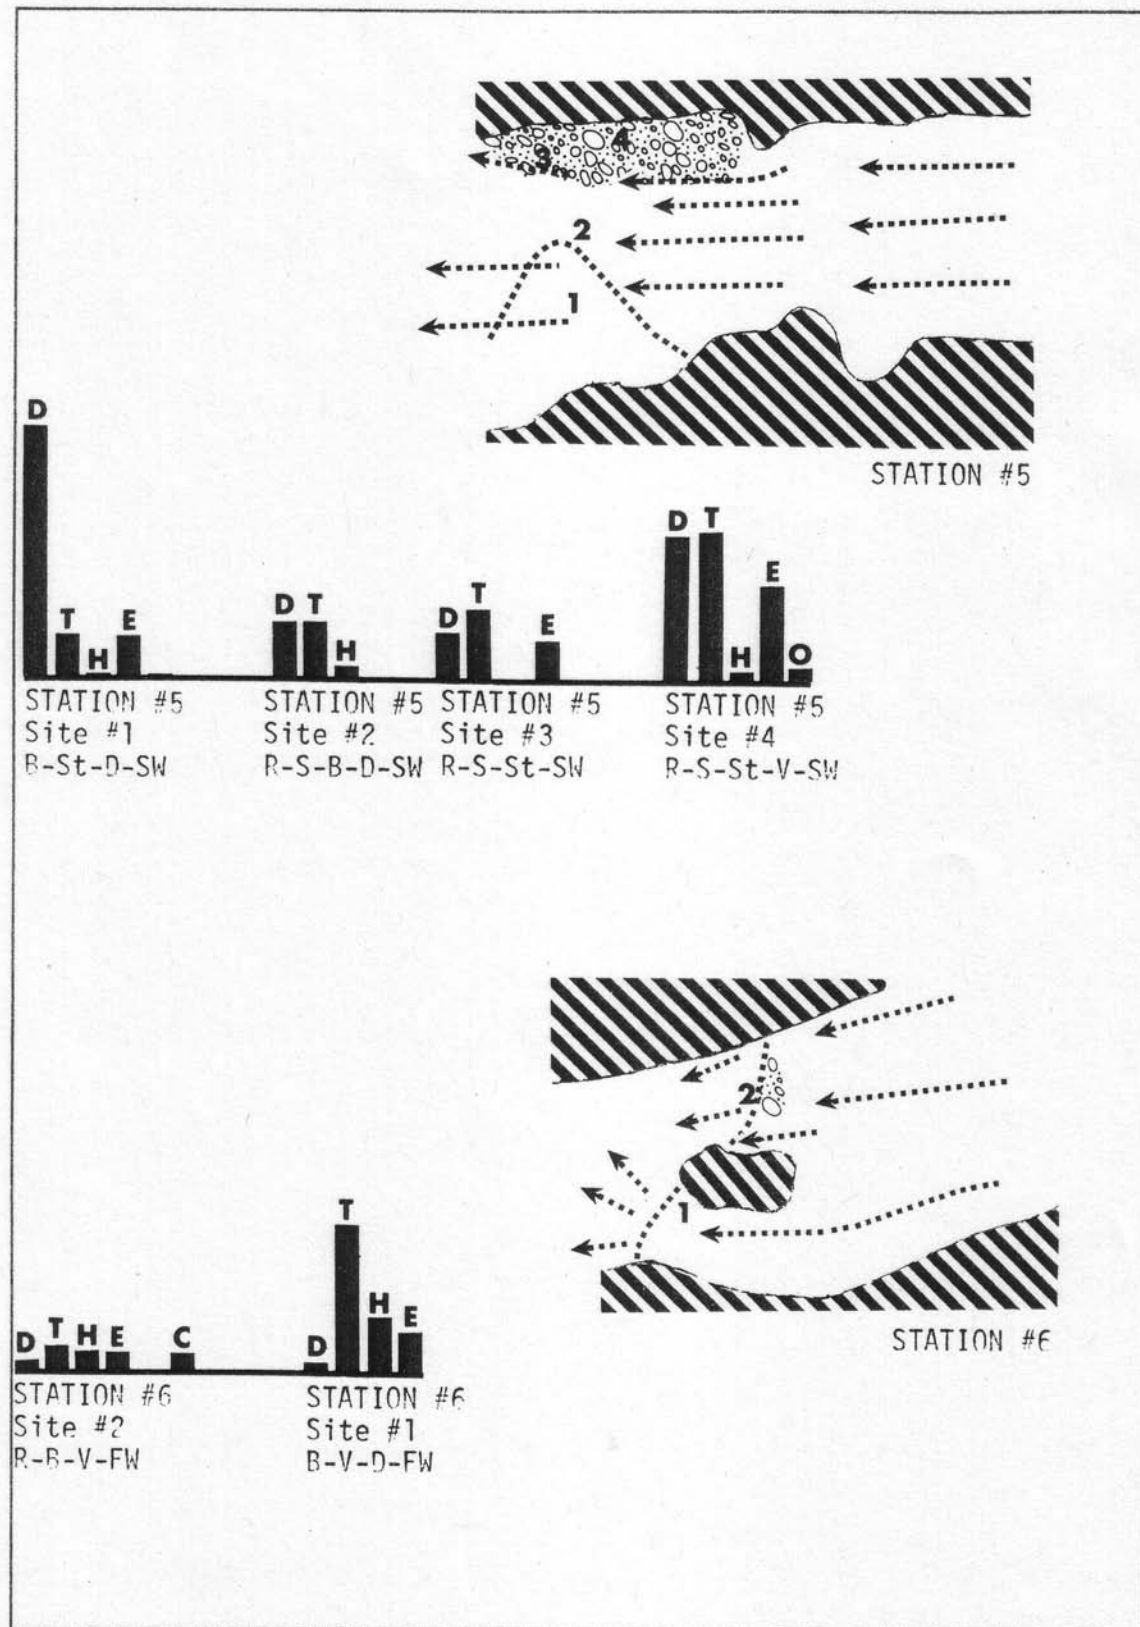 4
3
2
1
STATION #5
D
T
H
E
D
T
H
D
T
E
D
T
H
E
O
STATION #5
Site #1
B-St-D-SW
STATION #5
Site #2
R-S-B-D-SW
STATION #5
Site #3
R-S-St-SW
STATION #5
Site #4
R-S-St-V-SW
2
1
STATION #6
D
T
H
E
C
D
T
H
E
STATION #6
Site #2
R-B-V-FW
STATION #6
Site #1
B-V-D-FW